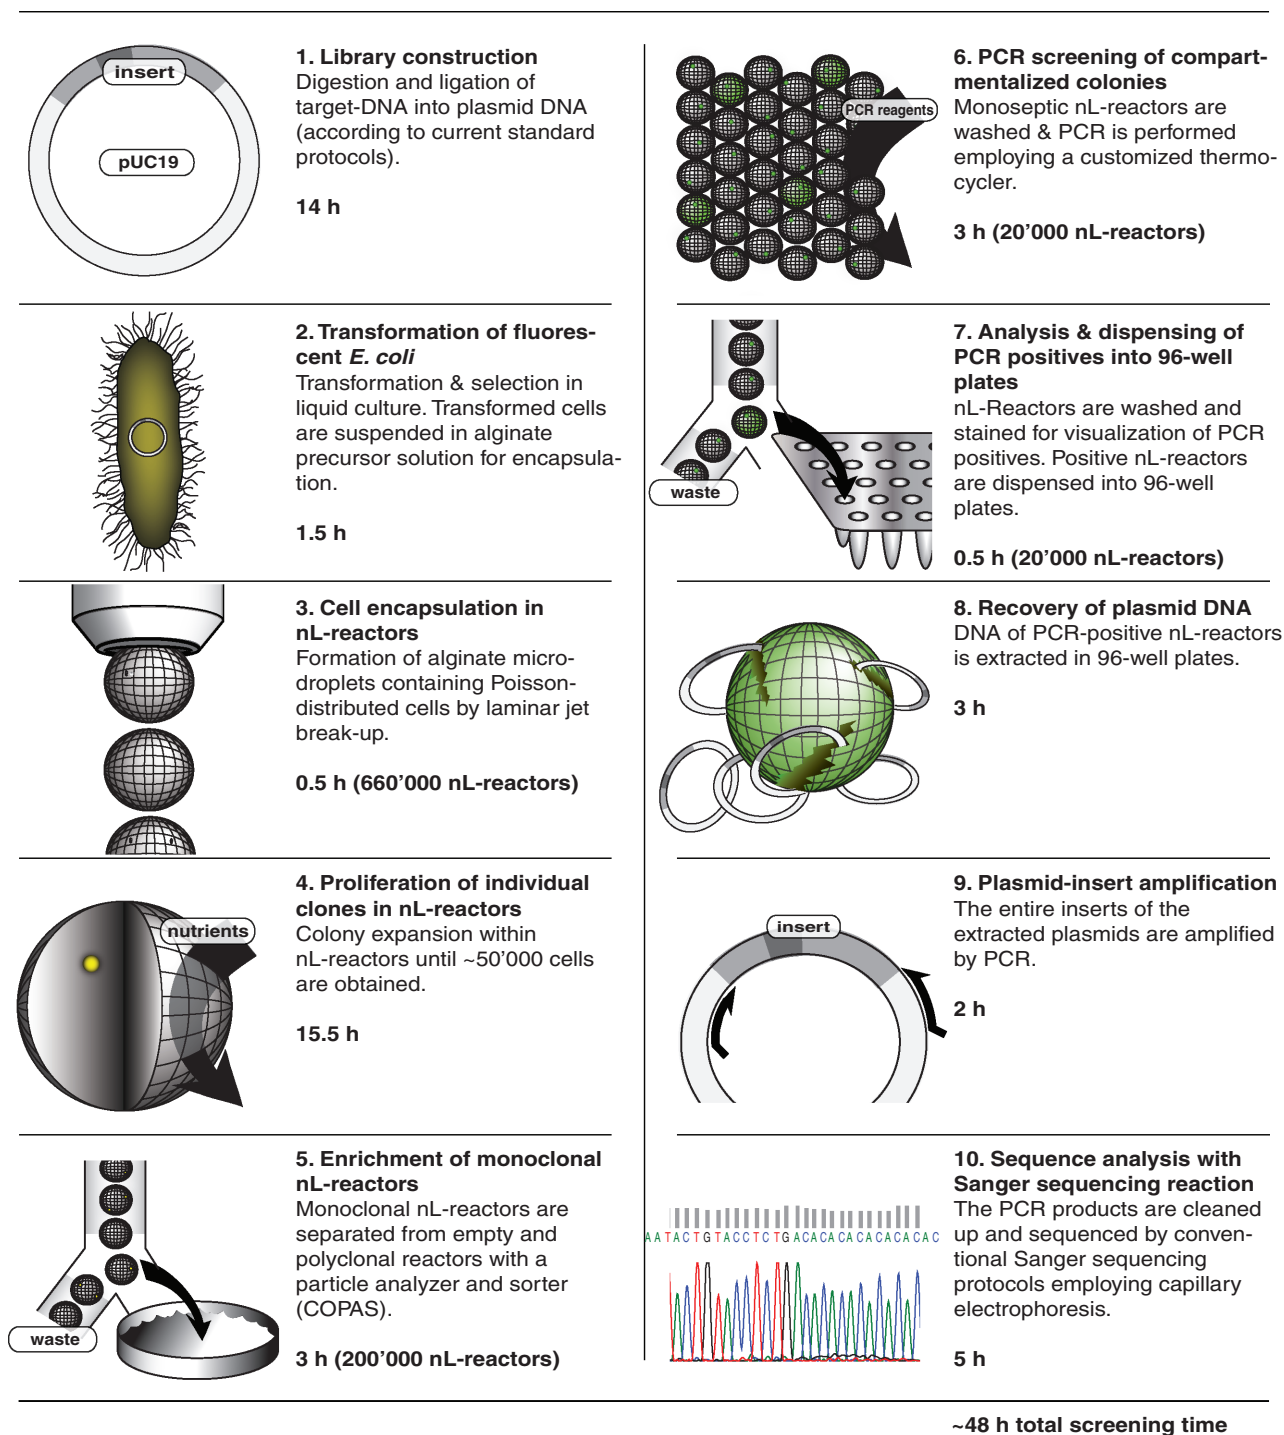 insert
pUC19
1. Library construction
Digestion and ligation of
target-DNA into plasmid DNA
(according to current standard
protocols).
14 h
2. Transformation of fluores-
cent E. coli
Transformation & selection in
liquid culture. Transformed cells
are suspended in alginate
precursor solution for encapsula-
tion.
1.5 h
3. Cell encapsulation in
nL-reactors
Formation of alginate micro-
droplets containing Poisson-
distributed cells by laminar jet
break-up.
0.5 h (660’000 nL-reactors)
nutrients
4. Proliferation of individual
clones in nL-reactors
Colony expansion within
nL-reactors until ~50’000 cells
are obtained.
15.5 h
waste
5. Enrichment of monoclonal
nL-reactors
Monoclonal nL-reactors are
separated from empty and
polyclonal reactors with a
particle analyzer and sorter
(COPAS).
3 h (200’000 nL-reactors)
PCR reagents
6. PCR screening of compart-
mentalized colonies
Monoseptic nL-reactors are
washed & PCR is performed
employing a customized thermo-
cycler.
3 h (20’000 nL-reactors)
waste
7. Analysis & dispensing of
PCR positives into 96-well
plates
nL-Reactors are washed and
stained for visualization of PCR
positives. Positive nL-reactors
are dispensed into 96-well
plates.
0.5 h (20’000 nL-reactors)
8. Recovery of plasmid DNA
DNA of PCR-positive nL-reactors
is extracted in 96-well plates.
3 h
insert
9. Plasmid-insert amplification
The entire inserts of the
extracted plasmids are amplified
by PCR.
2 h
AATACTGTACCTCTGACACACACACACACAC
10. Sequence analysis with
Sanger sequencing reaction
The PCR products are cleaned
up and sequenced by conven-
tional Sanger sequencing
protocols employing capillary
electrophoresis.
5 h
~48 h total screening time